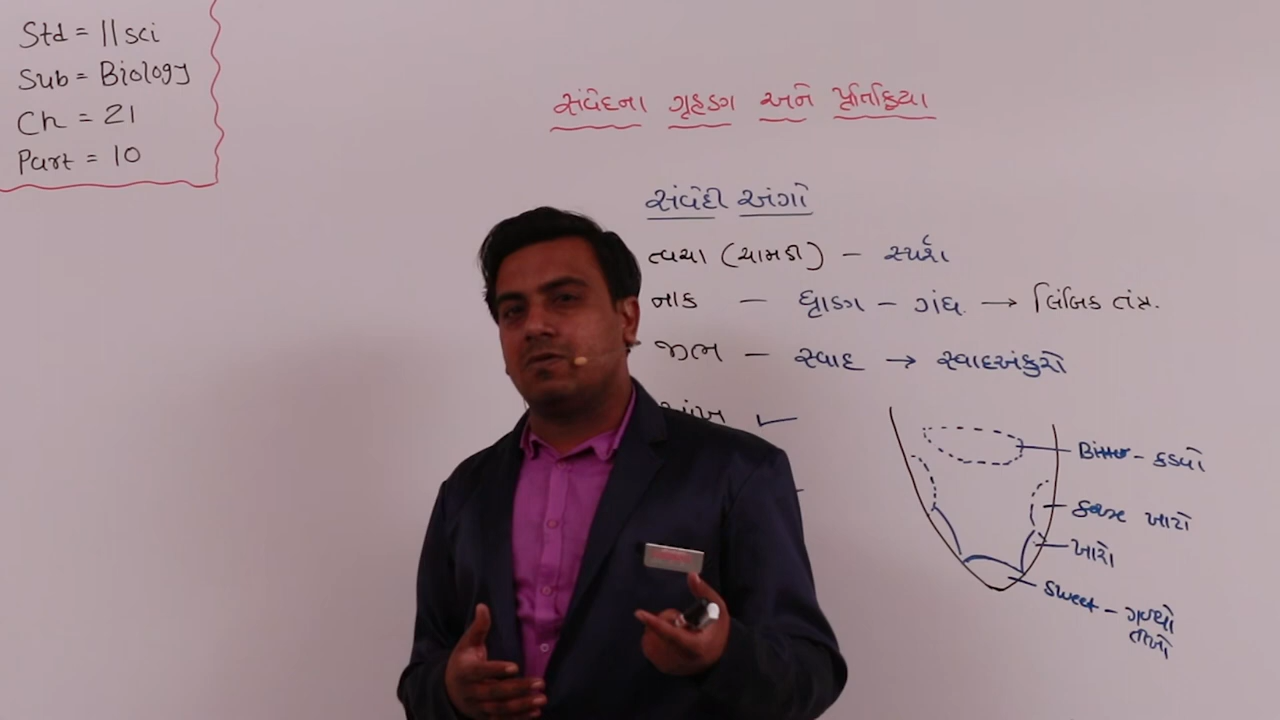 Std = 11 sci
Sub = Biology
Ch = 21
Part = 10
સંવેદના ગ્રહણ અને પ્રતિક્રિયા
સંવેદી અંગો
ત્વચા (ચામડી) - સ્પર્શ
નાક - ઘ્રાણ - ગંધ. → લિંબિક તંત્ર.
જીભ - સ્વાદ → સ્વાદઅંકુરો
આંખ ✓
Bitter - કડવો
ખાટો
ખારો
Sweet - ગળ્યો
તીખો